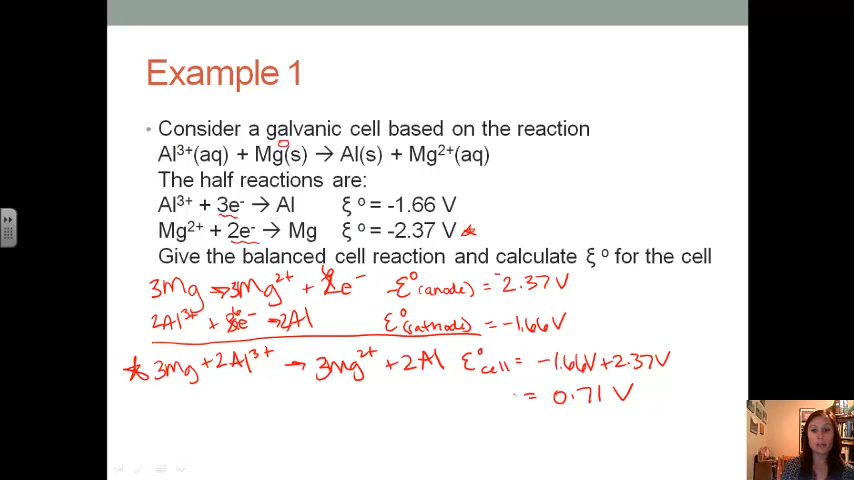 Example 1
• Consider a galvanic cell based on the reaction
Al³⁺(aq) + Mg(s) → Al(s) + Mg²⁺(aq)
The half reactions are:
Al³⁺ + 3e⁻ → Al ξ° = -1.66 V
Mg²⁺ + 2e⁻ → Mg ξ° = -2.37 V *
Give the balanced cell reaction and calculate ξ° for the cell
3Mg → 3Mg²⁺ + 6e⁻ -ε°(anode) = -2.37V
2Al³⁺ + 6e⁻ → 2Al ε°(cathode) = -1.66V
* 3Mg + 2Al³⁺ → 3mg²⁺ + 2Al ε°cell = -1.66V + 2.37V
= 0.71 V